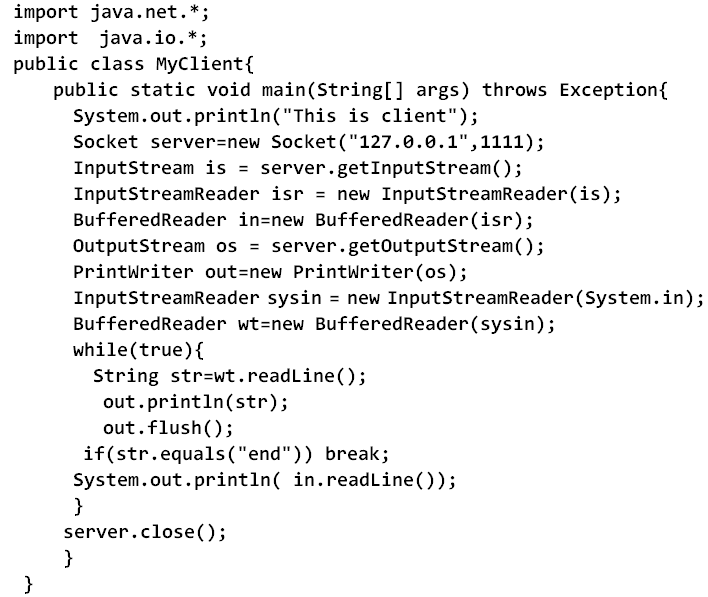 import java.net.*;
import  java.io.*;
public class MyClient{
    public static void main(String[] args) throws Exception{
      System.out.println("This is client");
      Socket server=new Socket("127.0.0.1",1111);
      InputStream is = server.getInputStream();
      InputStreamReader isr = new InputStreamReader(is);
      BufferedReader in=new BufferedReader(isr);
      OutputStream os = server.getOutputStream();
      PrintWriter out=new PrintWriter(os);
      InputStreamReader sysin = new InputStreamReader(System.in);
      BufferedReader wt=new BufferedReader(sysin);
      while(true){
        String str=wt.readLine();
         out.println(str);
         out.flush();
       if(str.equals("end")) break;
      System.out.println( in.readLine());
      }
     server.close();
     }
 }